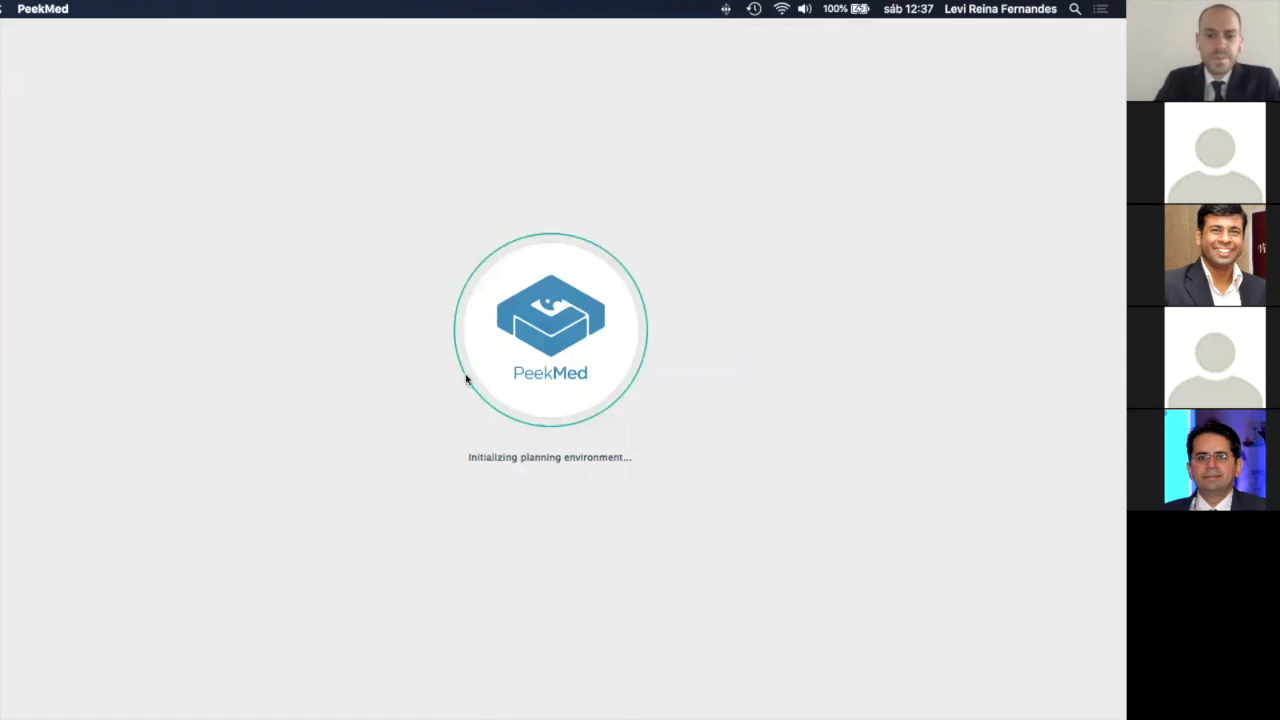 PeekMed
100%
sáb 12:37
Levi Reina Fernandes
PeekMed
Initializing planning environment...